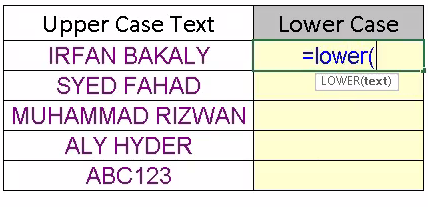 Upper Case Text Lower Case
IRFAN BAKALY =lower(
SYED FAHAD LOWER(text)
MUHAMMAD RIZWAN
ALY HYDER
ABC123